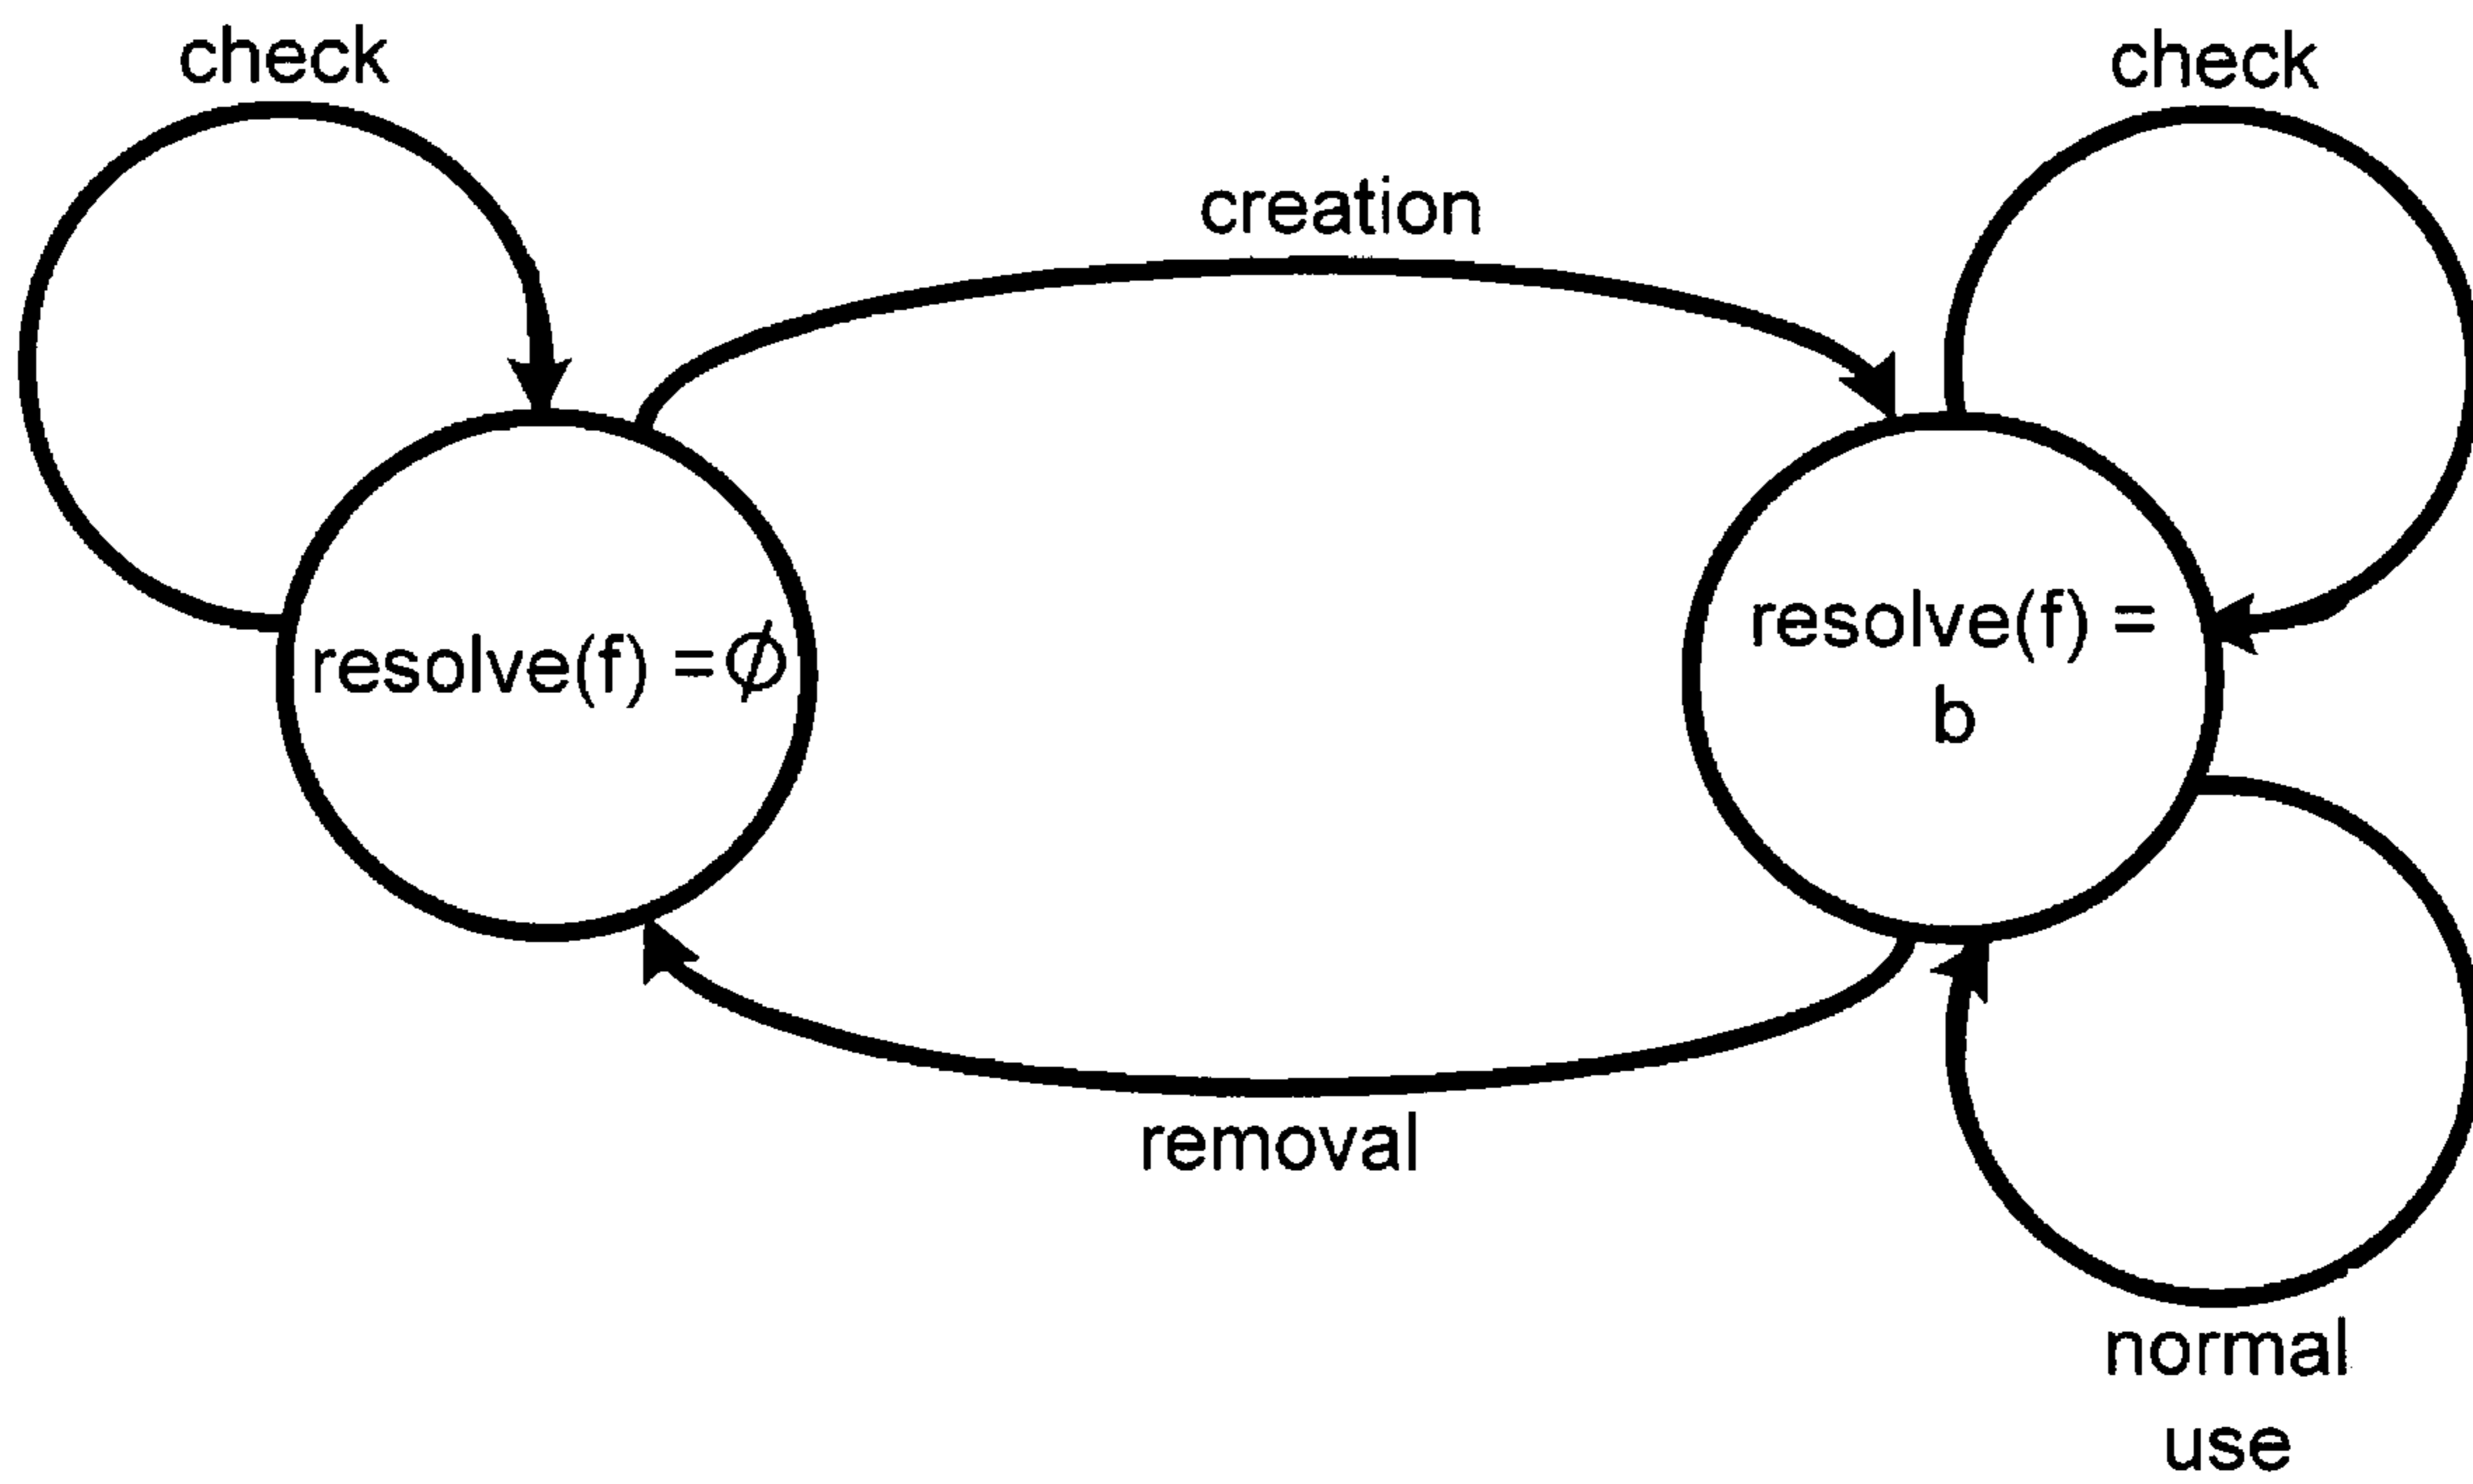 check
check
creation
resolve(f) =∅
resolve(f) =
b
removal
normal
use